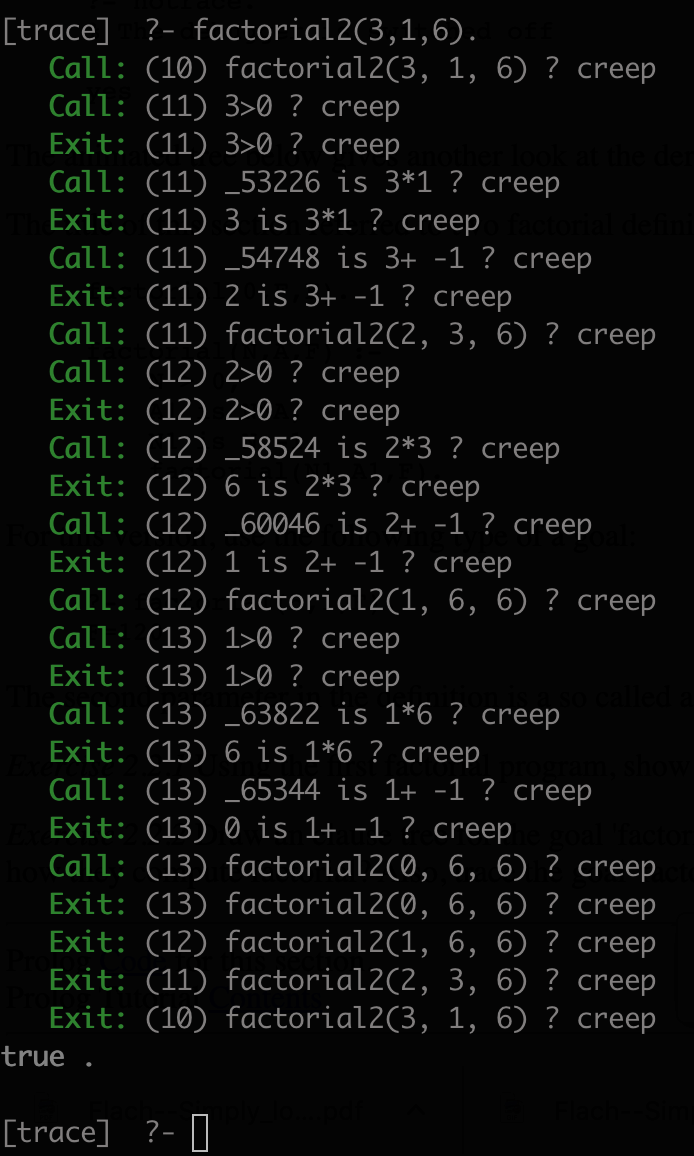 [trace]  ?- factorial2(3,1,6).
Call: (10) factorial2(3, 1, 6) ? creep
Call: (11) 3>0 ? creep
Exit: (11) 3>0 ? creep
Call: (11) _53226 is 3*1 ? creep
Exit: (11) 3 is 3*1 ? creep
Call: (11) _54748 is 3+ -1 ? creep
Exit: (11) 2 is 3+ -1 ? creep
Call: (11) factorial2(2, 3, 6) ? creep
Call: (12) 2>0 ? creep
Exit: (12) 2>0 ? creep
Call: (12) _58524 is 2*3 ? creep
Exit: (12) 6 is 2*3 ? creep
Call: (12) _60046 is 2+ -1 ? creep
Exit: (12) 1 is 2+ -1 ? creep
Call: (12) factorial2(1, 6, 6) ? creep
Call: (13) 1>0 ? creep
Exit: (13) 1>0 ? creep
Call: (13) _63822 is 1*6 ? creep
Exit: (13) 6 is 1*6 ? creep
Call: (13) _65344 is 1+ -1 ? creep
Exit: (13) 0 is 1+ -1 ? creep
Call: (13) factorial2(0, 6, 6) ? creep
Exit: (13) factorial2(0, 6, 6) ? creep
Exit: (12) factorial2(1, 6, 6) ? creep
Exit: (11) factorial2(2, 3, 6) ? creep
Exit: (10) factorial2(3, 1, 6) ? creep
true .
[trace]  ?-